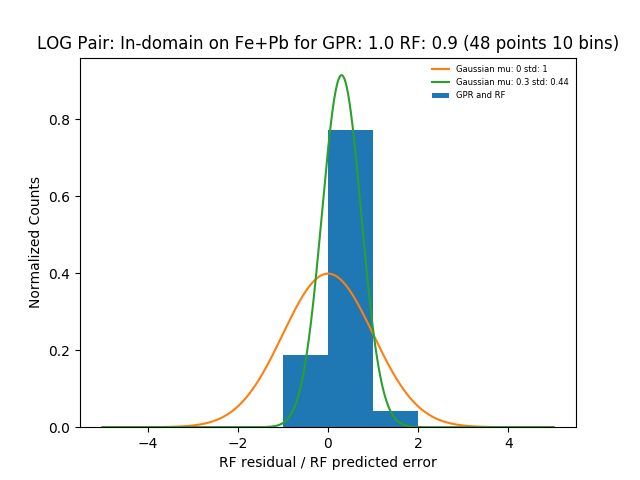 LOG Pair: In-domain on Fe+Pb for GPR: 1.0 RF: 0.9 (48 points 10 bins)
Gaussian mu: 0 std: 1
Gaussian mu: 0.3 std: 0.44
GPR and RF
Normalized Counts
0.8
0.6
0.4
0.2
0.0
−4 −2 0 2 4
RF residual / RF predicted error